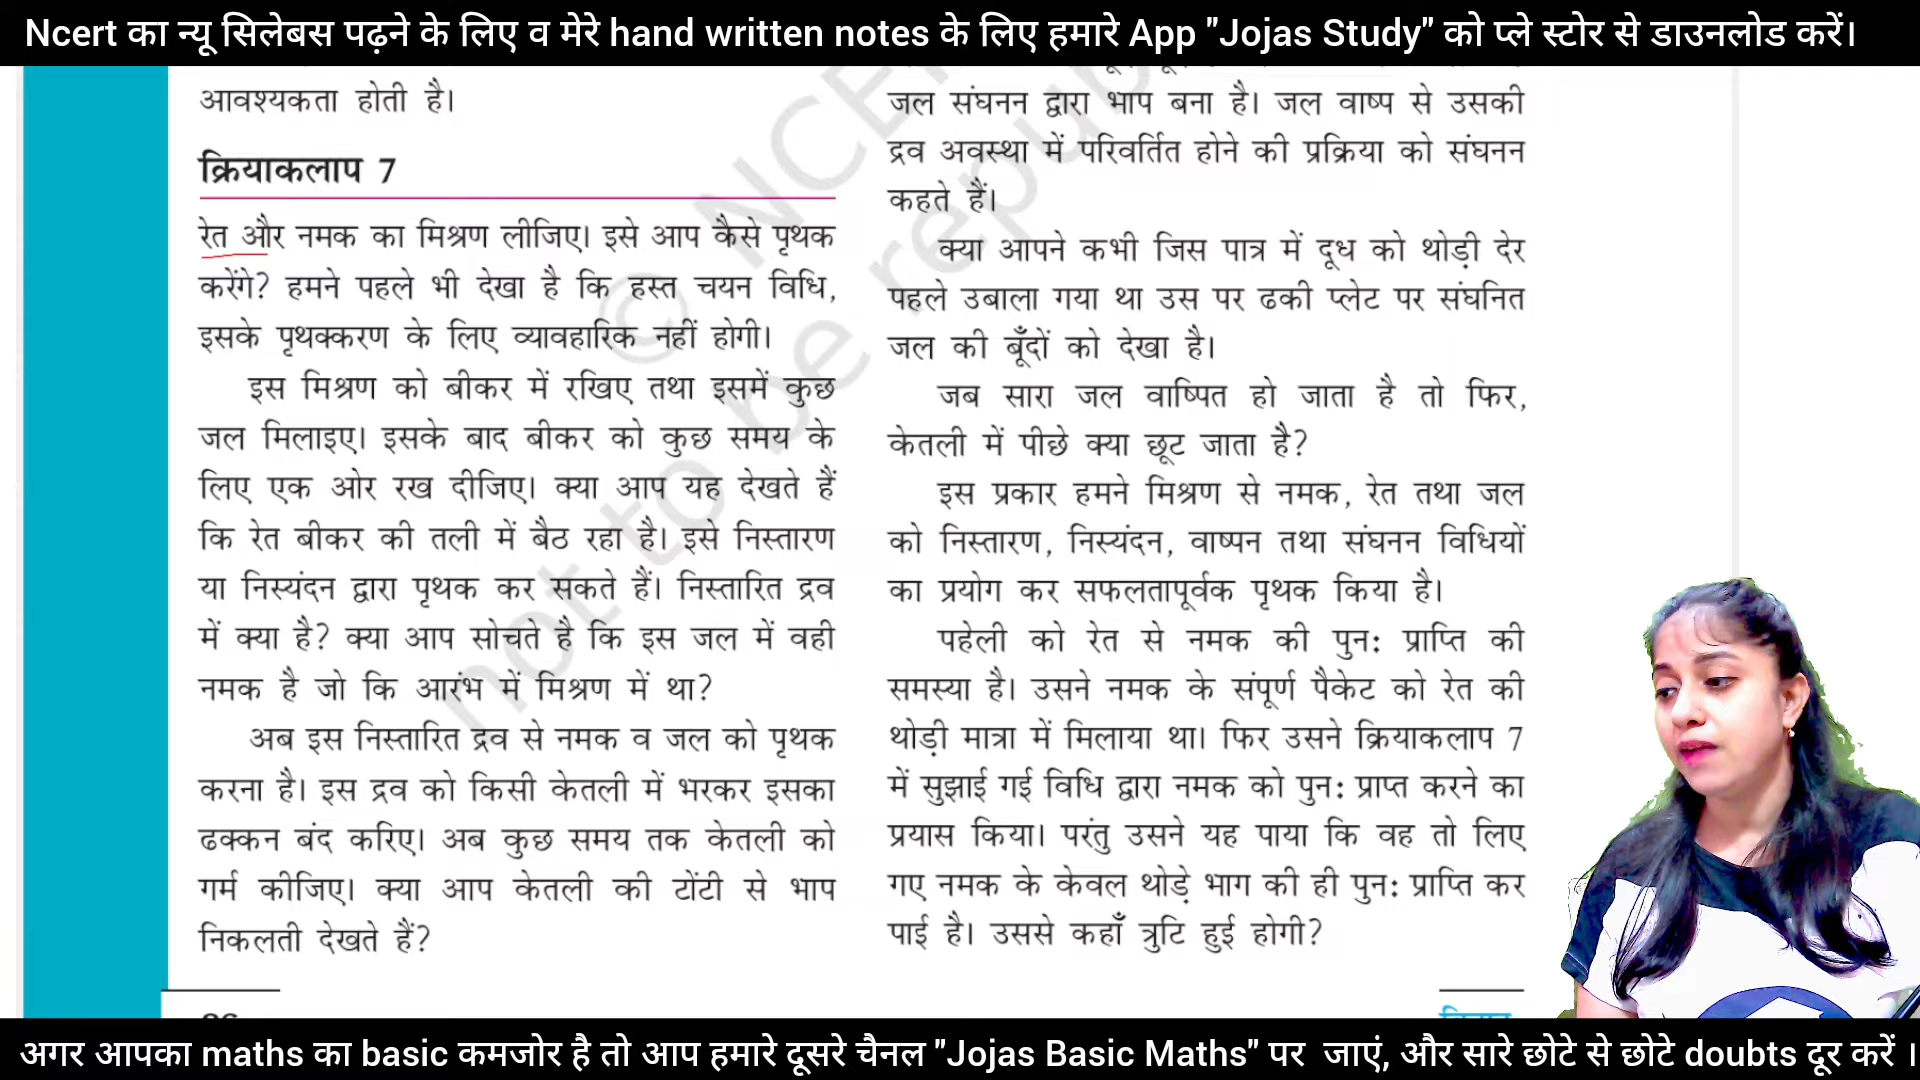 Ncert का न्यू सिलेबस पढ़ने के लिए व मेरे hand written notes के लिए हमारे App "Jojas Study" को प्ले स्टोर से डाउनलोड करें।
आवश्यकता होती है।
क्रियाकलाप 7
रेत और नमक का मिश्रण लीजिए। इसे आप कैसे पृथक
करेंगे? हमने पहले भी देखा है कि हस्त चयन विधि,
इसके पृथक्करण के लिए व्यावहारिक नहीं होगी।
इस मिश्रण को बीकर में रखिए तथा इसमें कुछ
जल मिलाइए। इसके बाद बीकर को कुछ समय के
लिए एक ओर रख दीजिए। क्या आप यह देखते हैं
कि रेत बीकर की तली में बैठ रहा है। इसे निस्तारण
या निस्यंदन द्वारा पृथक कर सकते हैं। निस्तारित द्रव
में क्या है? क्या आप सोचते है कि इस जल में वही
नमक है जो कि आरंभ में मिश्रण में था?
अब इस निस्तारित द्रव से नमक व जल को पृथक
करना है। इस द्रव को किसी केतली में भरकर इसका
ढक्कन बंद करिए। अब कुछ समय तक केतली को
गर्म कीजिए। क्या आप केतली की टोंटी से भाप
निकलती देखते हैं?
जल संघनन द्वारा भाप बना है। जल वाष्प से उसकी
द्रव अवस्था में परिवर्तित होने की प्रक्रिया को संघनन
कहते हैं।
क्या आपने कभी जिस पात्र में दूध को थोड़ी देर
पहले उबाला गया था उस पर ढकी प्लेट पर संघनित
जल की बूँदों को देखा है।
जब सारा जल वाष्पित हो जाता है तो फिर,
केतली में पीछे क्या छूट जाता है?
इस प्रकार हमने मिश्रण से नमक, रेत तथा जल
को निस्तारण, निस्यंदन, वाष्पन तथा संघनन विधियों
का प्रयोग कर सफलतापूर्वक पृथक किया है।
पहेली को रेत से नमक की पुन: प्राप्ति की
समस्या है। उसने नमक के संपूर्ण पैकेट को रेत की
थोड़ी मात्रा में मिलाया था। फिर उसने क्रियाकलाप 7
में सुझाई गई विधि द्वारा नमक को पुन: प्राप्त करने का
प्रयास किया। परंतु उसने यह पाया कि वह तो लिए
गए नमक के केवल थोड़े भाग की ही पुन: प्राप्ति कर
पाई है। उससे कहाँ त्रुटि हुई होगी?
not to be repub
अगर आपका maths का basic कमजोर है तो आप हमारे दूसरे चैनल "Jojas Basic Maths" पर जाएं, और सारे छोटे से छोटे doubts दूर करें ।